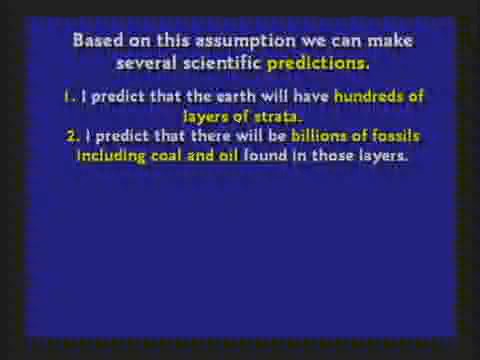 Based on this assumption we can make
several scientific predictions.
1. I predict that the earth will have hundreds of
layers of strata.
2. I predict that there will be billions of fossils
including coal and oil found in those layers.